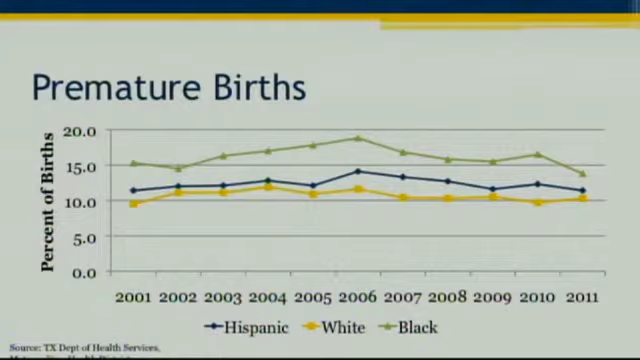 Premature Births
Percent of Births
20.0
15.0
10.0
5.0
0.0
2001 2002 2003 2004 2005 2006 2007 2008 2009 2010 2011
Hispanic White Black
Source: TX Dept of Health Services,